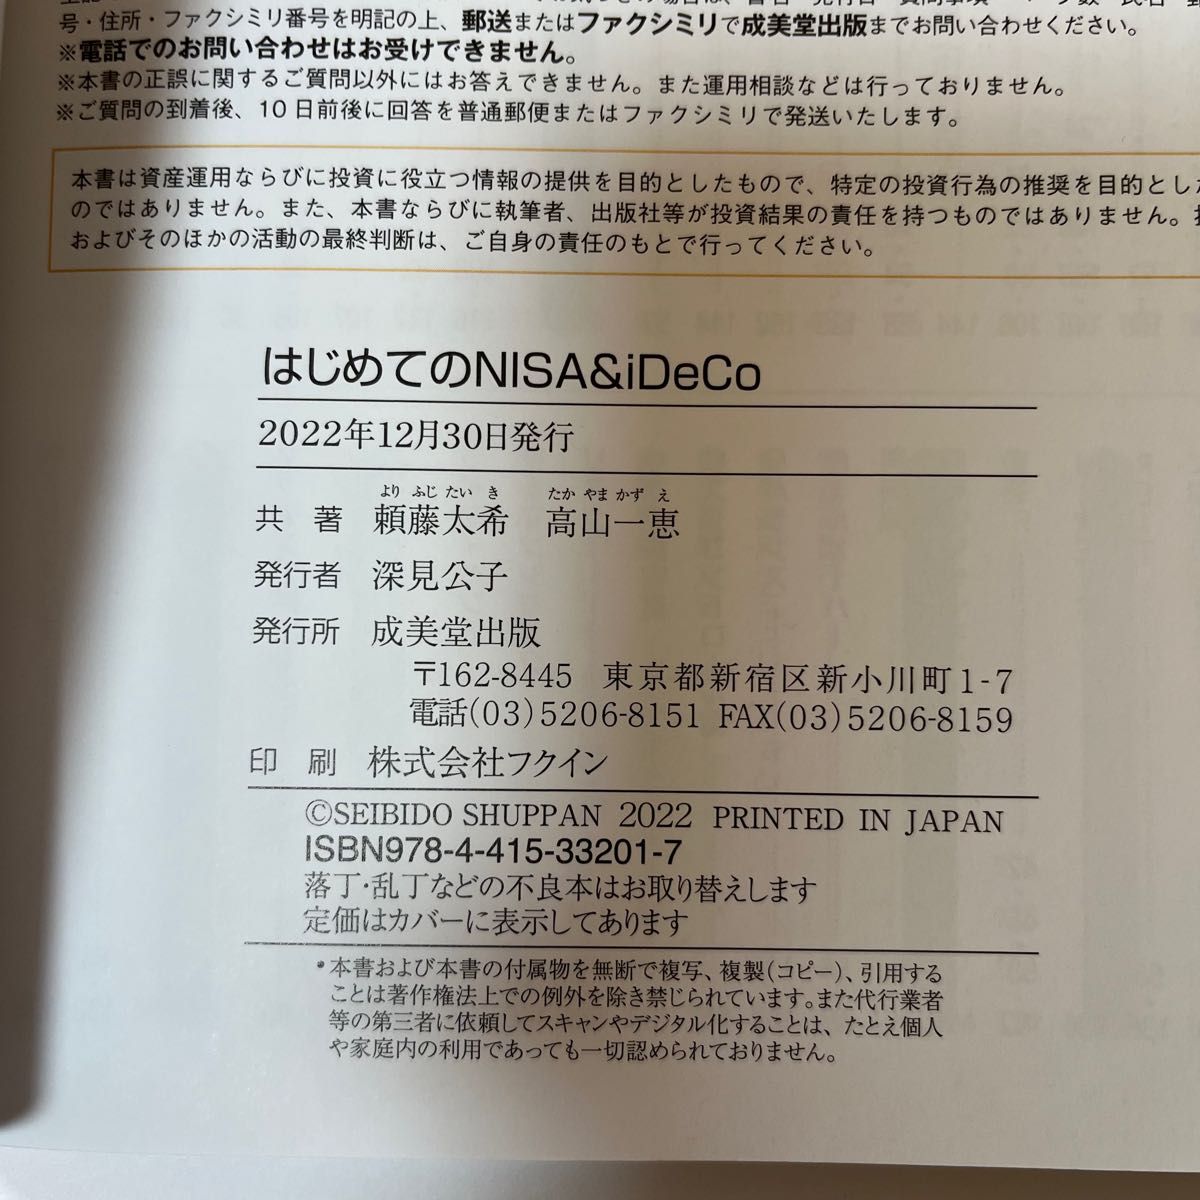 号・住所・ファクシミリ番号を明記の上、郵送またはファクシミリで成美堂出版までお問い合わせください。
※電話でのお問い合わせはお受けできません。
※本書の正誤に関するご質問以外にはお答えできません。また運用相談などは行っておりません。
※ご質問の到着後、10日前後に回答を普通郵便またはファクシミリで発送いたします。
本書は資産運用ならびに投資に役立つ情報の提供を目的としたもので、特定の投資行為の推奨を目的とした
のではありません。また、本書ならびに執筆者、出版社等が投資結果の責任を持つものではありません。
およびそのほかの活動の最終判断は、ご自身の責任のもとで行ってください。
はじめてのNISA&iDeCo
2022年12月30日発行
よりふじたいき たかやまかずえ
共著 頼藤太希 高山一恵
発行者 深見公子
発行所 成美堂出版
〒162-8445 東京都新宿区新小川町1-7
電話(03)5206-8151 FAX(03)5206-8159
印刷 株式会社フクイン
©SEIBIDO SHUPPAN 2022 PRINTED IN JAPAN
ISBN978-4-415-33201-7
落丁・乱丁などの不良本はお取り替えします
定価はカバーに表示してあります
•本書および本書の付属物を無断で複写、複製(コピー)、引用する
ことは著作権法上での例外を除き禁じられています。また代行業者
等の第三者に依頼してスキャンやデジタル化することは、たとえ個人
や家庭内の利用であっても一切認められておりません。